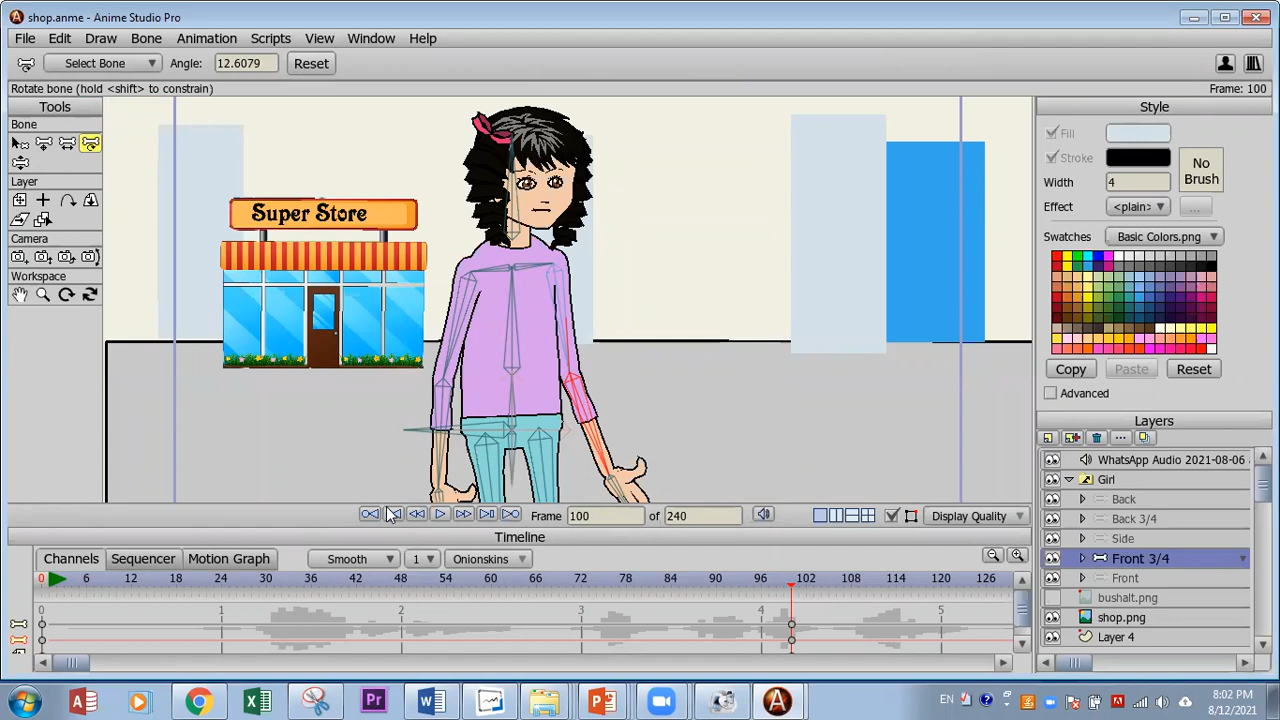 shop.anme - Anime Studio Pro
File Edit Draw Bone Animation Scripts View Window Help
Select Bone Angle: 12.6079 Reset
Rotate bone (hold <shift> to constrain) Frame: 100
Tools
Bone
Layer
Camera
Workspace
Super Store
Style
Fill
Stroke
Width 4
No Brush
Effect <plain> ...
Swatches Basic Colors.png
Copy Paste Reset
Advanced
Layers
WhatsApp Audio 2021-08-06
Girl
Back
Back 3/4
Side
Front 3/4
Front
bushalt.png
shop.png
Layer 4
Frame 100 of 240 Display Quality
Timeline
Channels Sequencer Motion Graph Smooth 1 Onionskins
0 6 12 18 24 30 36 42 48 54 60 66 72 78 84 90 96 102 108 114 120 126
0 1 2 3 4 5
EN 8:02 PM
8/12/2021